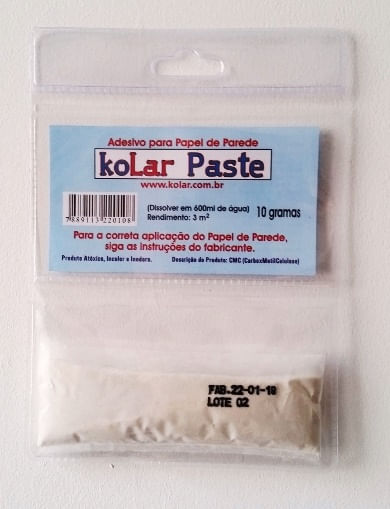 Adesivo para Papel de Parede
koLar Paste
www.kolar.com.br
(Dissolver em 600ml de água)
Rendimento: 3 m²
10 gramas
7 889113 220108
Para a correta aplicação do Papel de Parede,
siga as instruções do fabricante.
Produto Atóxico, Incolor e Inodoro. Descrição do Produto: CMC (CarboxMetilCelulose)
FAB.22-01-18
LOTE 02